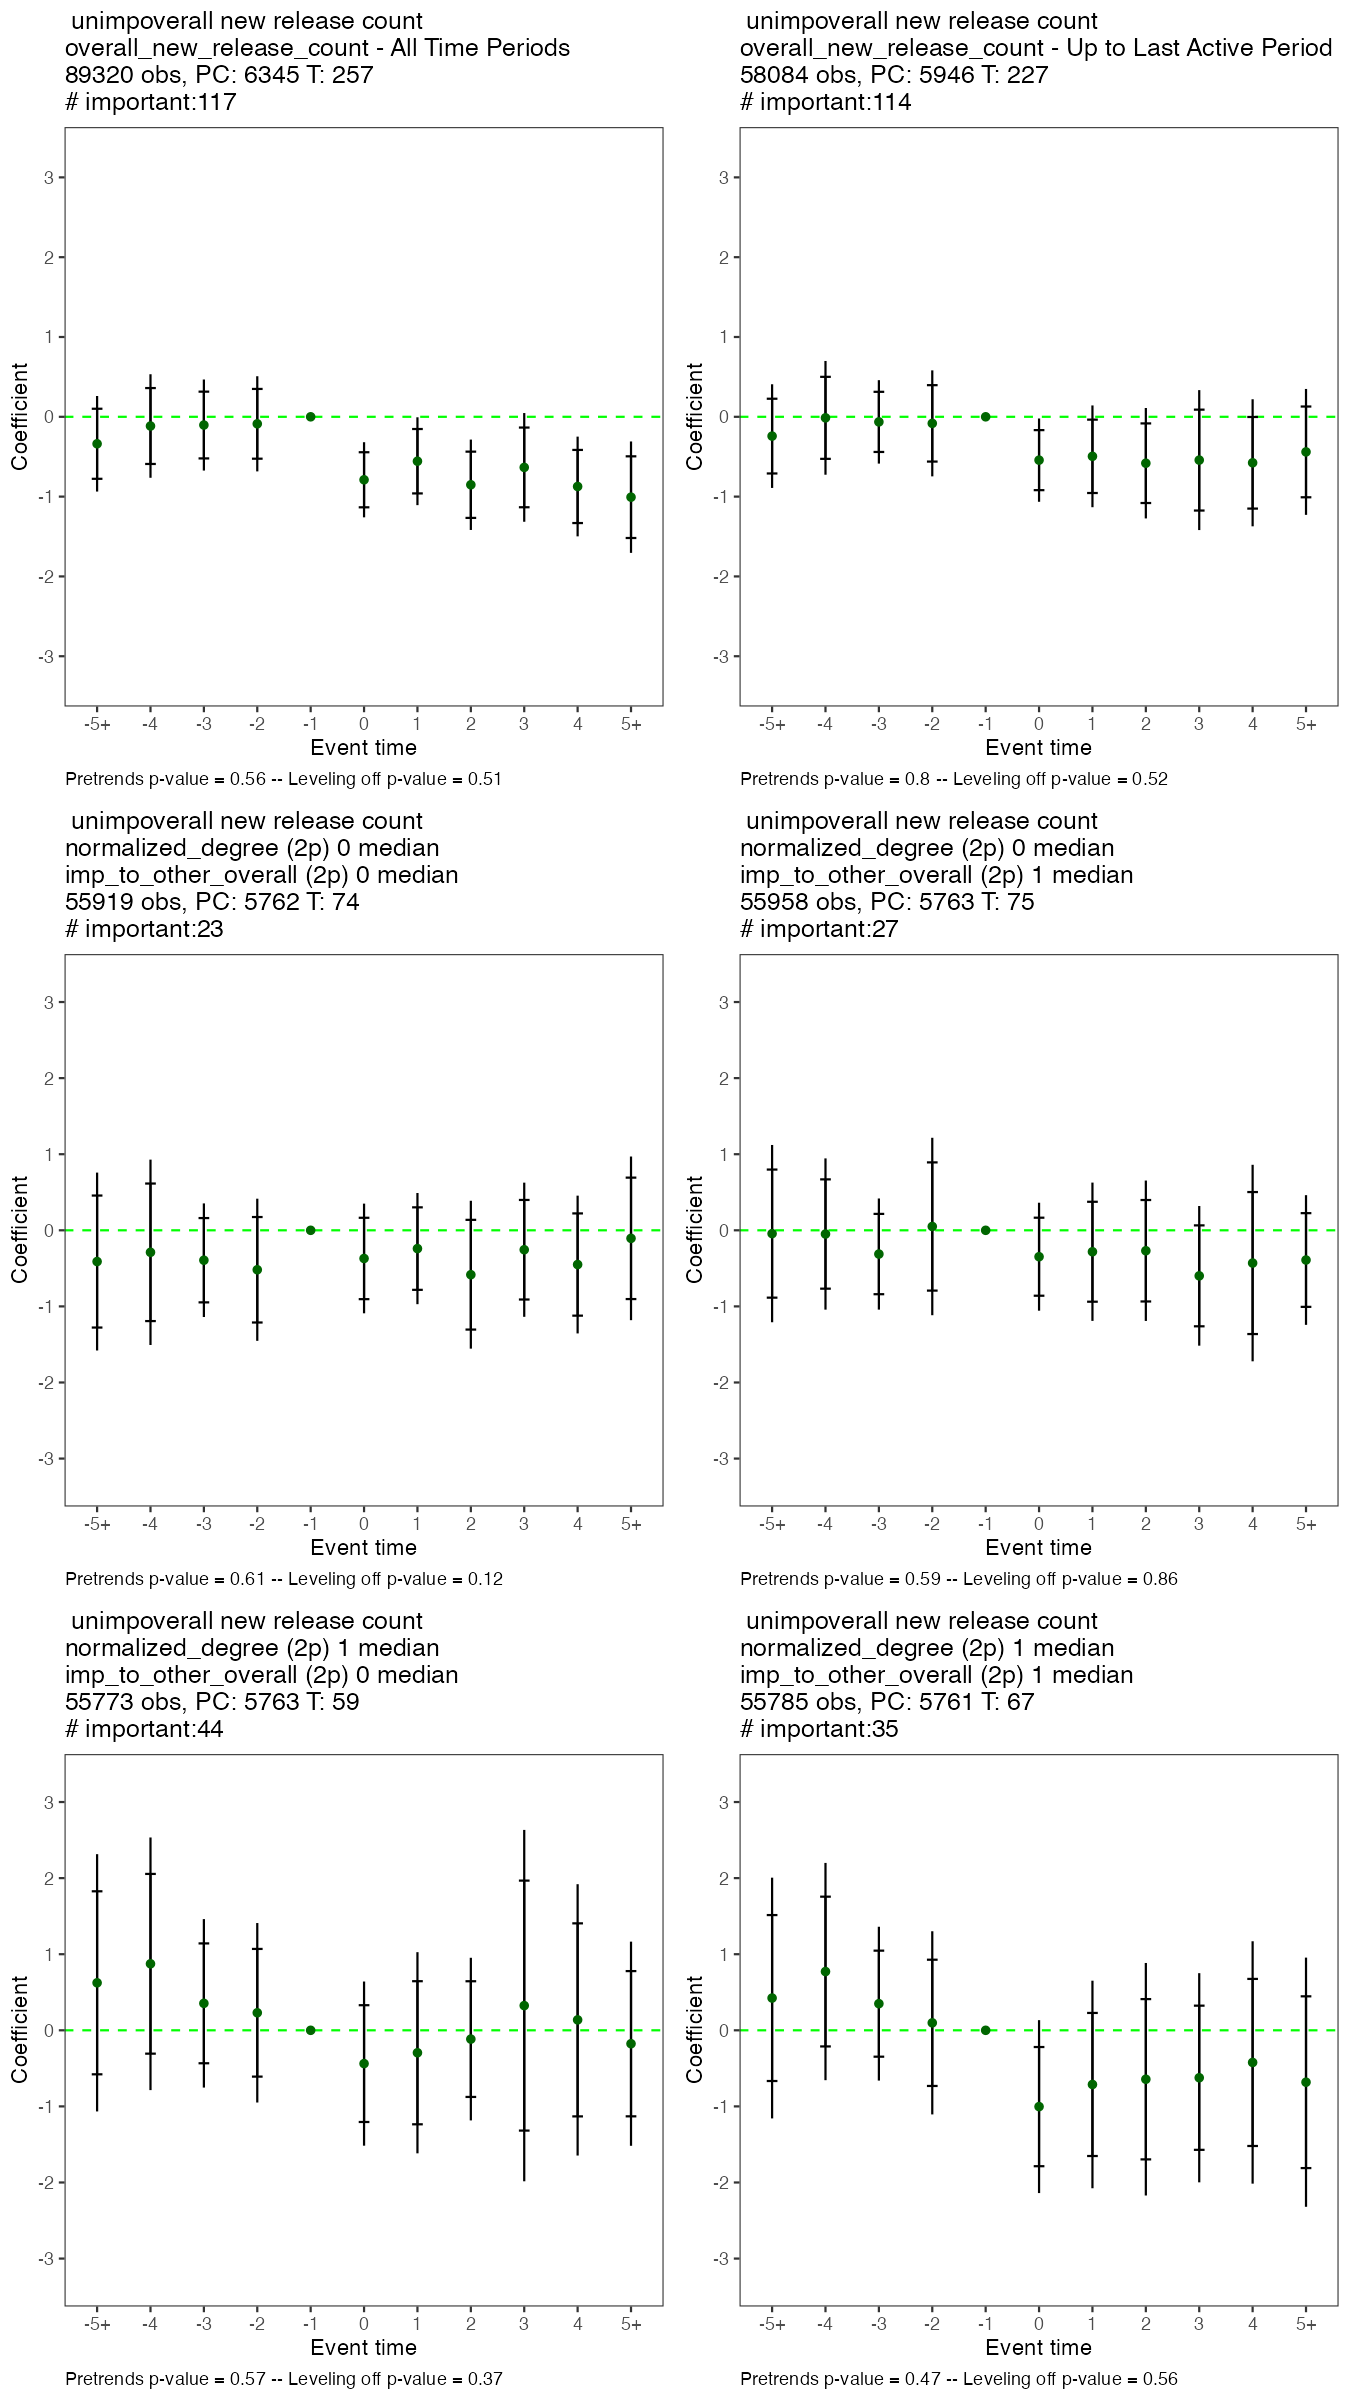 unimpoverall new release count
overall_new_release_count - All Time Periods
89320 obs, PC: 6345 T: 257
# important:117
3
2
1
0
-1
-2
-3
Coefficient
-5+ -4 -3 -2 -1 0 1 2 3 4 5+
Event time
Pretrends p-value = 0.56 -- Leveling off p-value = 0.51
unimpoverall new release count
overall_new_release_count - Up to Last Active Period
58084 obs, PC: 5946 T: 227
# important:114
3
2
1
0
-1
-2
-3
Coefficient
-5+ -4 -3 -2 -1 0 1 2 3 4 5+
Event time
Pretrends p-value = 0.8 -- Leveling off p-value = 0.52
unimpoverall new release count
normalized_degree (2p) 0 median
imp_to_other_overall (2p) 0 median
55919 obs, PC: 5762 T: 74
# important:23
3
2
1
0
-1
-2
-3
Coefficient
-5+ -4 -3 -2 -1 0 1 2 3 4 5+
Event time
Pretrends p-value = 0.61 -- Leveling off p-value = 0.12
unimpoverall new release count
normalized_degree (2p) 0 median
imp_to_other_overall (2p) 1 median
55958 obs, PC: 5763 T: 75
# important:27
3
2
1
0
-1
-2
-3
Coefficient
-5+ -4 -3 -2 -1 0 1 2 3 4 5+
Event time
Pretrends p-value = 0.59 -- Leveling off p-value = 0.86
unimpoverall new release count
normalized_degree (2p) 1 median
imp_to_other_overall (2p) 0 median
55773 obs, PC: 5763 T: 59
# important:44
3
2
1
0
-1
-2
-3
Coefficient
-5+ -4 -3 -2 -1 0 1 2 3 4 5+
Event time
Pretrends p-value = 0.57 -- Leveling off p-value = 0.37
unimpoverall new release count
normalized_degree (2p) 1 median
imp_to_other_overall (2p) 1 median
55785 obs, PC: 5761 T: 67
# important:35
3
2
1
0
-1
-2
-3
Coefficient
-5+ -4 -3 -2 -1 0 1 2 3 4 5+
Event time
Pretrends p-value = 0.47 -- Leveling off p-value = 0.56